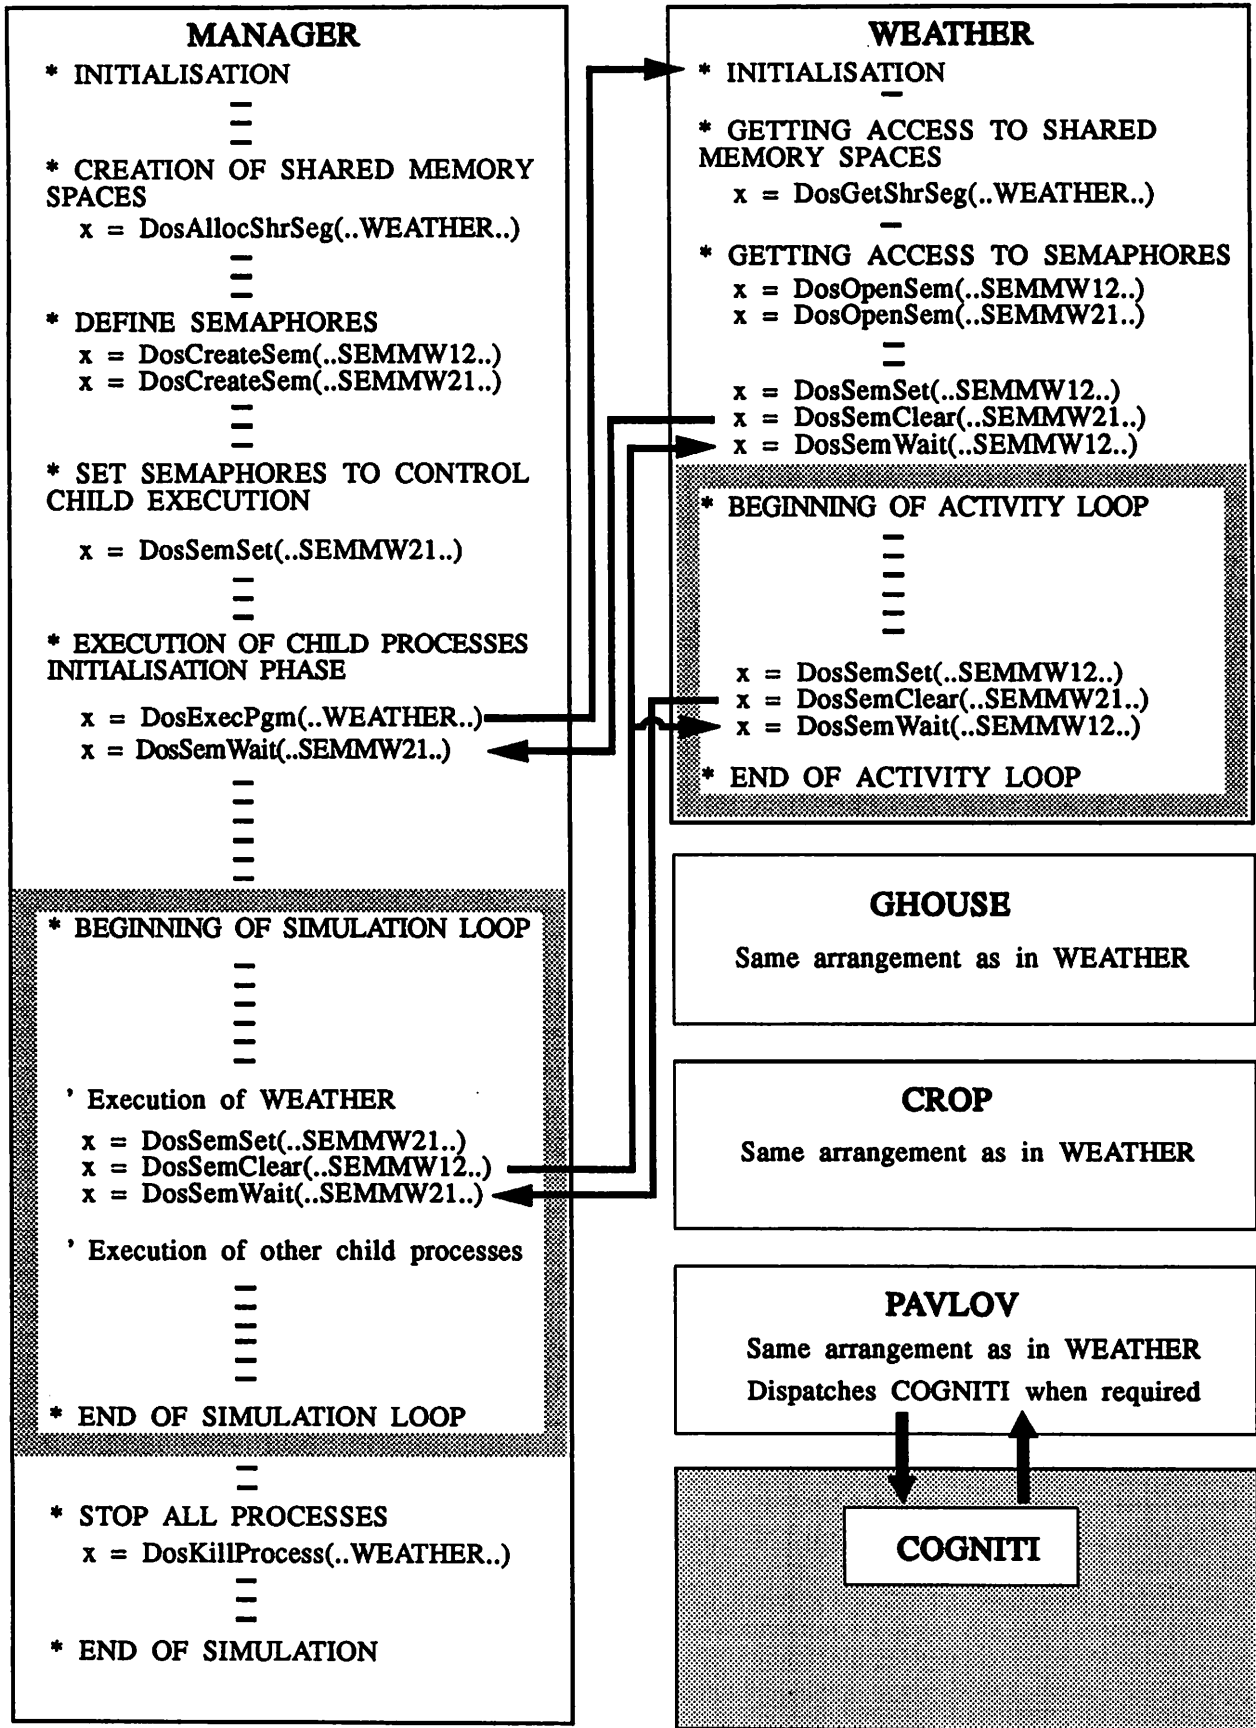 MANAGER
* INITIALISATION
* CREATION OF SHARED MEMORY
SPACES
x = DosAllocShrSeg(..WEATHER..)
* DEFINE SEMAPHORES
x = DosCreateSem(..SEMMW12..)
x = DosCreateSem(..SEMMW21..)
* SET SEMAPHORES TO CONTROL
CHILD EXECUTION
x = DosSemSet(..SEMMW21..)
* EXECUTION OF CHILD PROCESSES
INITIALISATION PHASE
x = DosExecPgm(..WEATHER..)
x = DosSemWait(..SEMMW21..)
* BEGINNING OF SIMULATION LOOP
' Execution of WEATHER
x = DosSemSet(..SEMMW21..)
x = DosSemClear(..SEMMW12..)
x = DosSemWait(..SEMMW21..)
' Execution of other child processes
* END OF SIMULATION LOOP
* STOP ALL PROCESSES
x = DosKillProcess(..WEATHER..)
* END OF SIMULATION
WEATHER
* INITIALISATION
* GETTING ACCESS TO SHARED
MEMORY SPACES
x = DosGetShrSeg(..WEATHER..)
* GETTING ACCESS TO SEMAPHORES
x = DosOpenSem(..SEMMW12..)
x = DosOpenSem(..SEMMW21..)
x = DosSemSet(..SEMMW12..)
x = DosSemClear(..SEMMW21..)
x = DosSemWait(..SEMMW12..)
* BEGINNING OF ACTIVITY LOOP
x = DosSemSet(..SEMMW12..)
x = DosSemClear(..SEMMW21..)
x = DosSemWait(..SEMMW12..)
* END OF ACTIVITY LOOP
GHOUSE
Same arrangement as in WEATHER
CROP
Same arrangement as in WEATHER
PAVLOV
Same arrangement as in WEATHER
Dispatches COGNITI when required
COGNITI